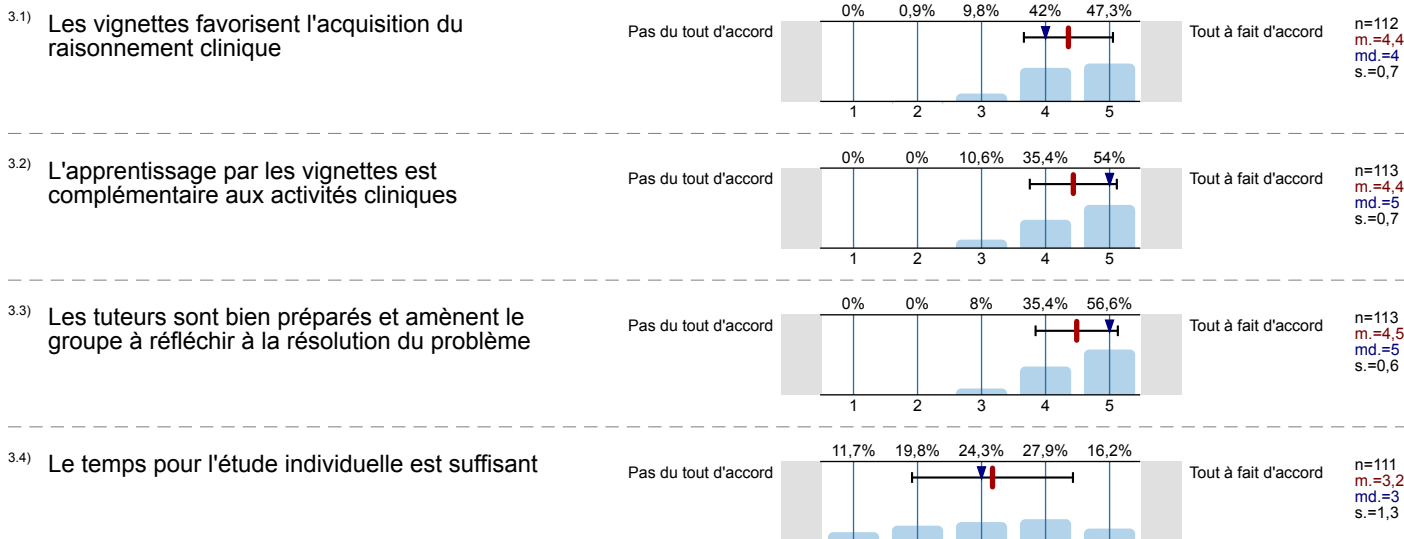 3.1) Les vignettes favorisent l'acquisition du
raisonnement clinique
Pas du tout d'accord
0% 0,9% 9,8% 42% 47,3%
1 2 3 4 5
Tout à fait d'accord
n=112
m.=4,4
md.=4
s.=0,7
3.2) L'apprentissage par les vignettes est
complémentaire aux activités cliniques
Pas du tout d'accord
0% 0% 10,6% 35,4% 54%
1 2 3 4 5
Tout à fait d'accord
n=113
m.=4,4
md.=5
s.=0,7
3.3) Les tuteurs sont bien préparés et amènent le
groupe à réfléchir à la résolution du problème
Pas du tout d'accord
0% 0% 8% 35,4% 56,6%
1 2 3 4 5
Tout à fait d'accord
n=113
m.=4,5
md.=5
s.=0,6
3.4) Le temps pour l'étude individuelle est suffisant
Pas du tout d'accord
11,7% 19,8% 24,3% 27,9% 16,2%
Tout à fait d'accord
n=111
m.=3,2
md.=3
s.=1,3